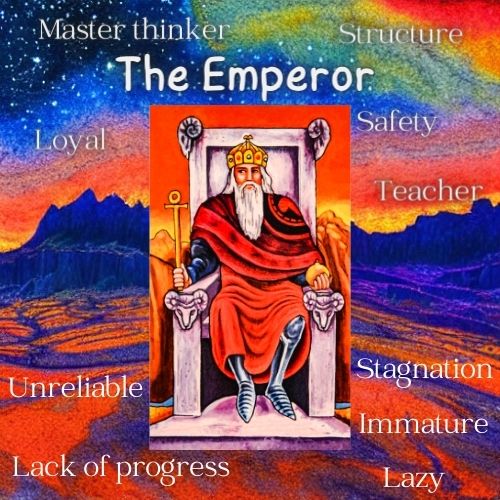 Master thinker
Structure
The Emperor
Safety
Loyal
Teacher
Stagnation
Unreliable
Immature
Lack of progress
Lazy